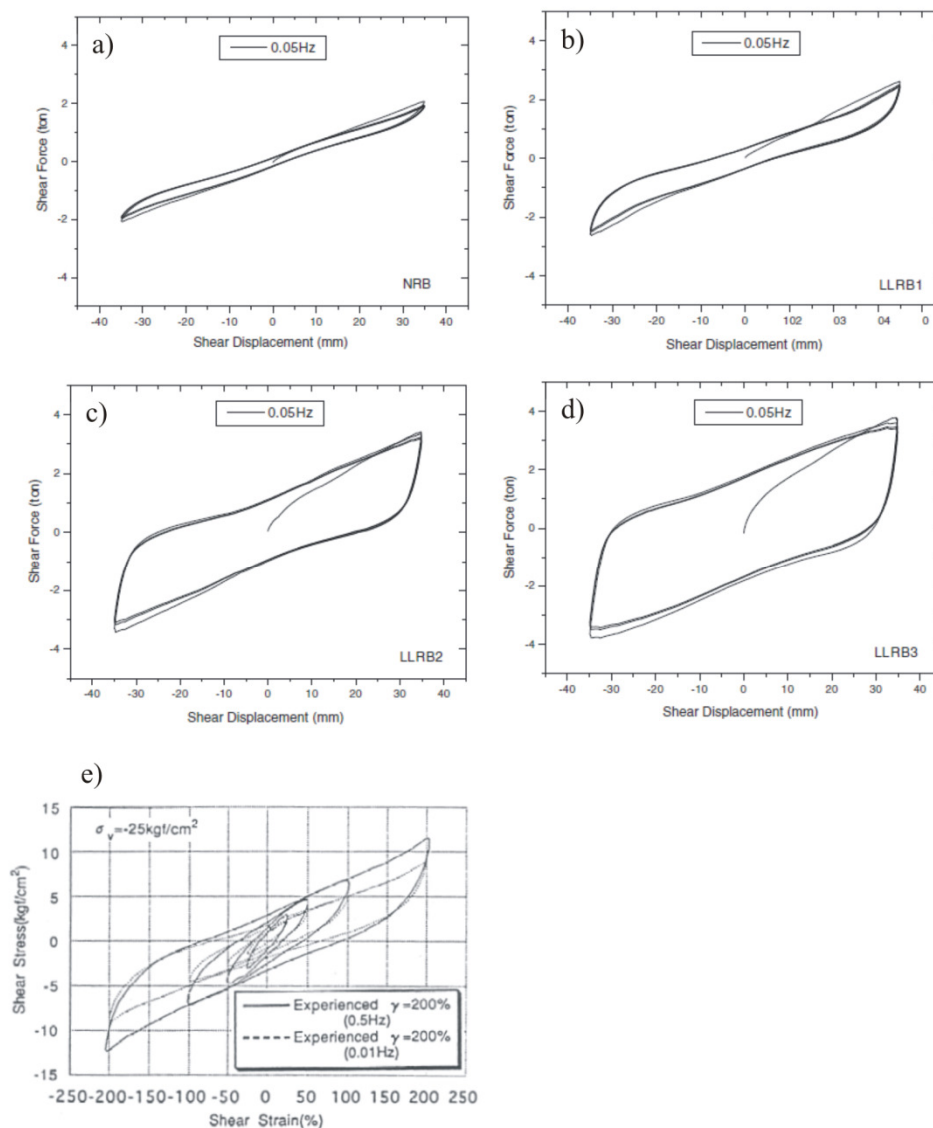 a)
0.05Hz
4
2
0
-2
-4
Shear Force (ton)
NRB
-40 -30 -20 -10 0 10 20 30 40
Shear Displacement (mm)
b)
0.05Hz
4
2
0
-2
-4
Shear Force (ton)
LLRB1
-40 -30 -20 -10 0 102 03 04 0
Shear Displacement (mm)
c)
0.05Hz
4
2
0
-2
-4
Shear Force (ton)
LLRB2
-40 -30 -20 -10 0 10 20 30 40
Shear Displacement (mm)
d)
0.05Hz
4
2
0
-2
-4
Shear Force (ton)
LLRB3
-40 -30 -20 -10 0 10 20 30 40
Shear Displacement (mm)
e)
15
10
5
0
-5
-10
-15
Shear Stress(kgf/cm²)
σv=-25kgf/cm²
Experienced γ=200%
(0.5Hz)
Experienced γ=200%
(0.01Hz)
-250-200-150-100 -50 0 50 100 150 200 250
Shear Strain(%)